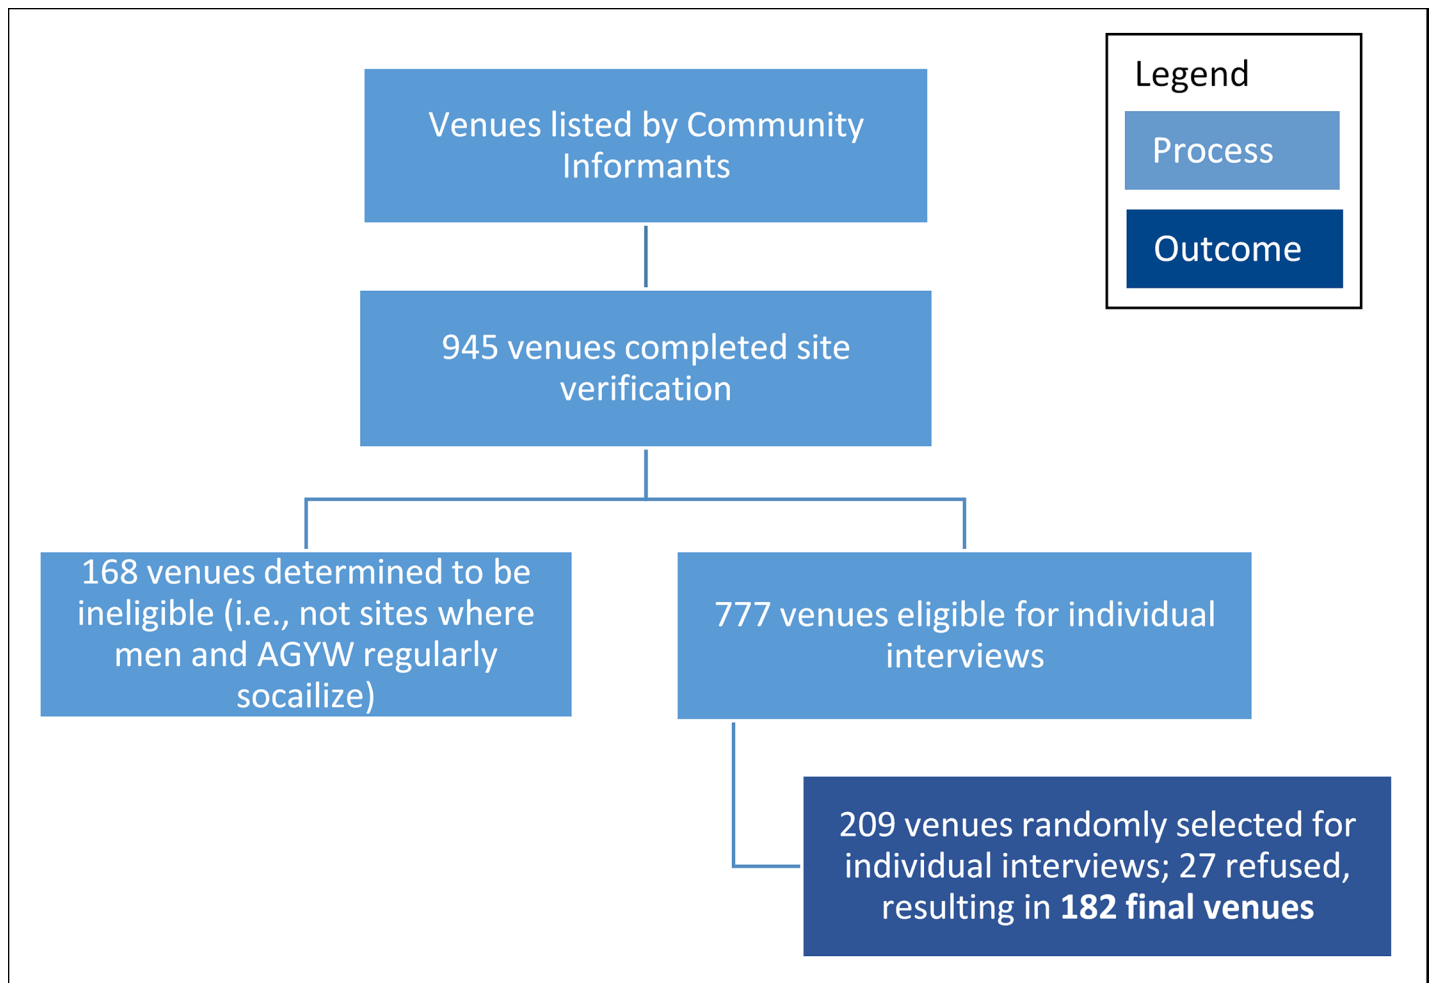 Venues listed by Community
Informants
Legend
Process
Outcome
945 venues completed site
verification
168 venues determined to be
ineligible (i.e., not sites where
men and AGYW regularly
socailize)
777 venues eligible for individual
interviews
209 venues randomly selected for
individual interviews; 27 refused,
resulting in 182 final venues